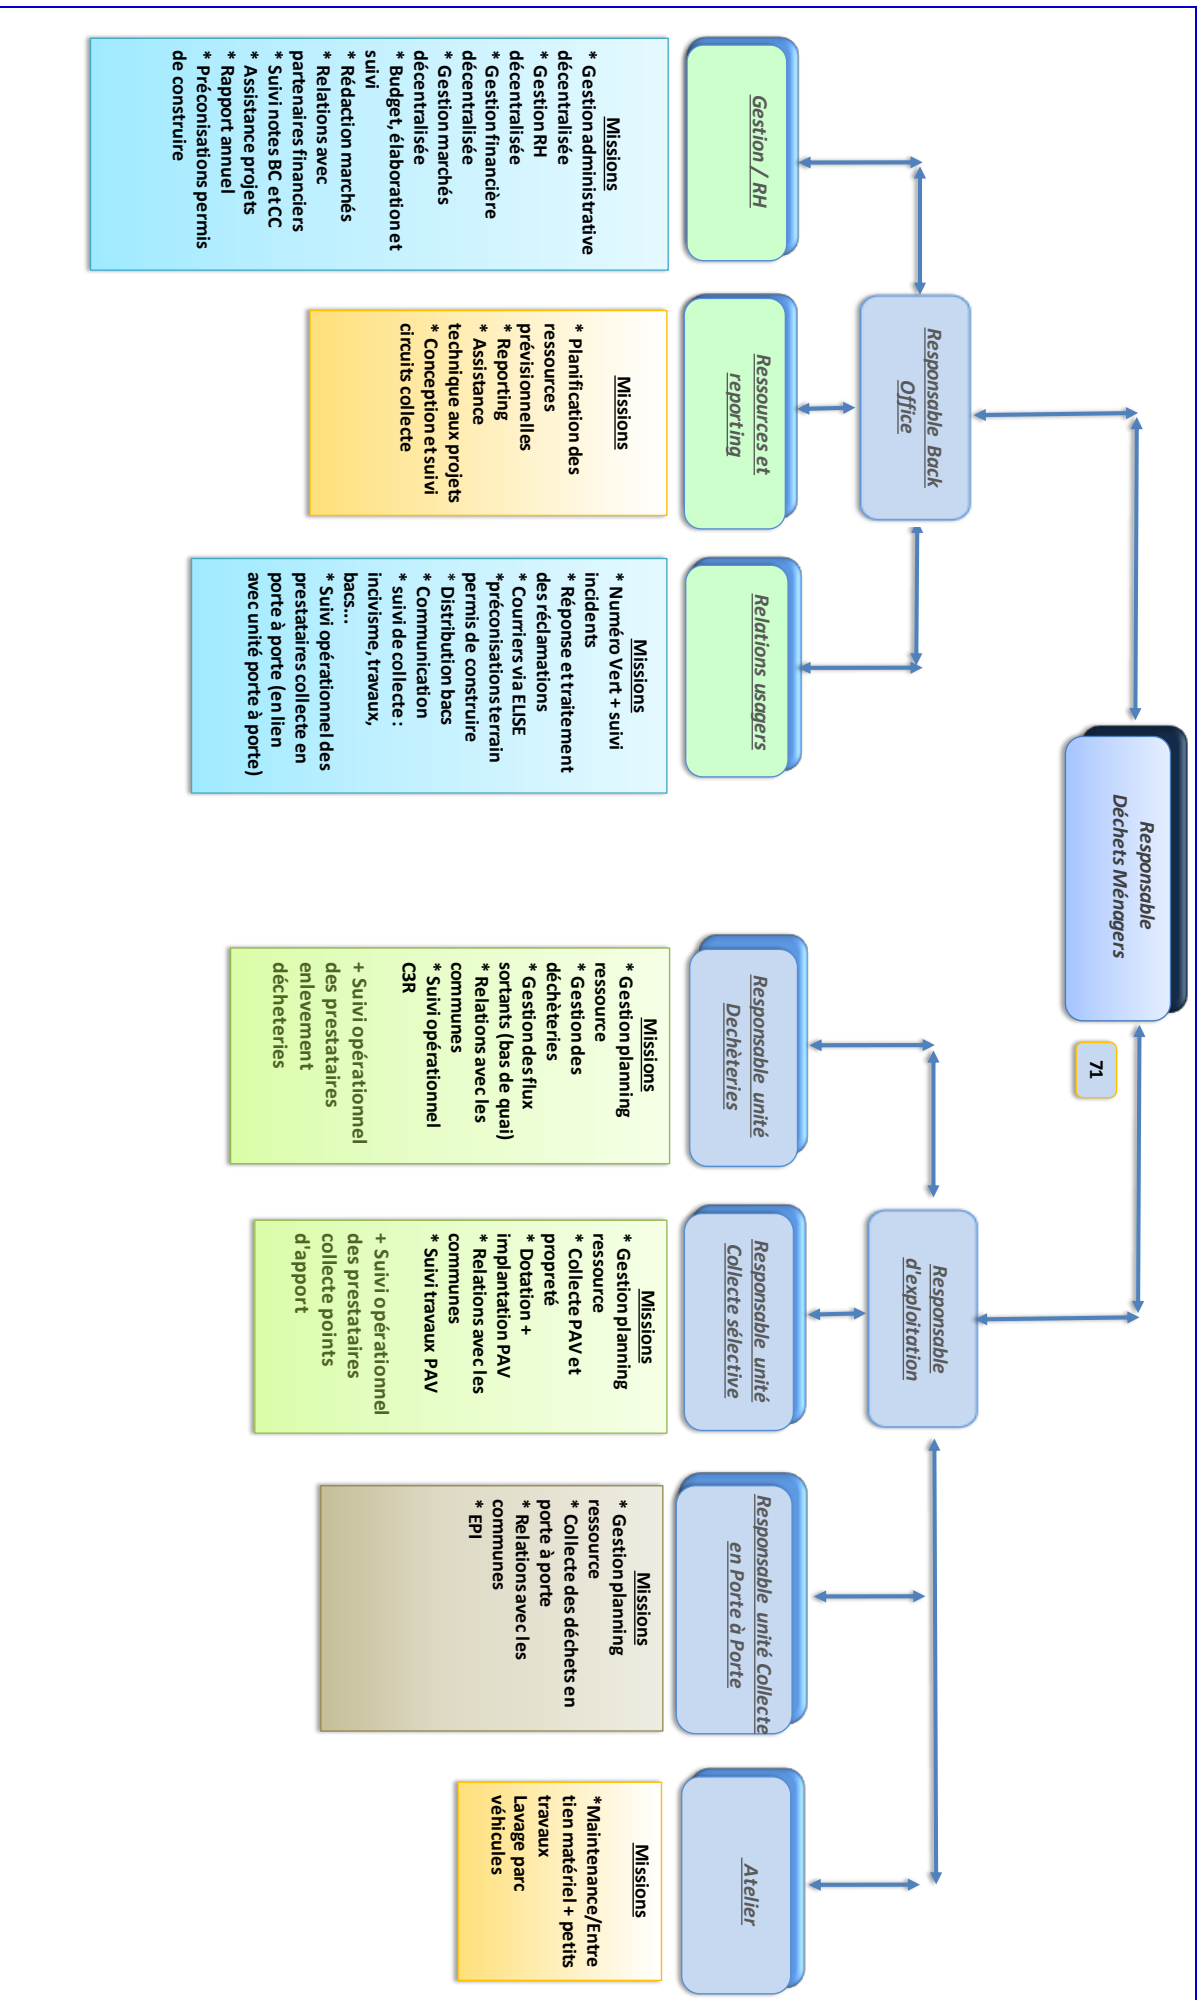 Responsable
Déchets Ménagers
71
Responsable Back
Office
Responsable
d'exploitation
Gestion / RH
Ressources et
reporting
Relations usagers
Responsable unité
Dechèteries
Responsable unité
Collecte sélective
Responsable unité Collecte
en Porte à Porte
Atelier
Missions
* Gestion administrative
décentralisée
* Gestion RH
décentralisée
* Gestion financière
décentralisée
* Gestion marchés
décentralisée
* Budget, élaboration et
suivi
* Rédaction marchés
* Relations avec
partenaires financiers
* Suivi notes BC et CC
* Assistance projets
* Rapport annuel
* Préconisations permis
de construire
Missions
* Planification des
ressources
prévisionnelles
* Reporting
* Assistance
technique aux projets
* Conception et suivi
circuits collecte
Missions
* Numéro Vert + suivi
incidents
* Réponse et traitement
des réclamations
* Courriers via ELISE
*préconisations terrain
permis de construire
* Distribution bacs
* Communication
* suivi de collecte :
incivisme, travaux,
bacs...
* Suivi opérationnel des
prestataires collecte en
porte à porte (en lien
avec unité porte à porte)
Missions
* Gestion planning
ressource
* Gestion des
déchèteries
* Gestion des flux
sortants (bas de quai)
* Relations avec les
communes
* Suivi opérationnel
C3R
+ Suivi opérationnel
des prestataires
enlevement
décheteries
Missions
* Gestion planning
ressource
* Collecte PAV et
propreté
* Dotation +
implantation PAV
* Relations avec les
communes
* Suivi travaux PAV
+ Suivi opérationnel
des prestataires
collecte points
d'apport
Missions
* Gestion planning
ressource
* Collecte des déchets en
porte à porte
* Relations avec les
communes
* EPI
Missions
*Maintenance/Entre
tien matériel + petits
travaux
Lavage parc
véhicules